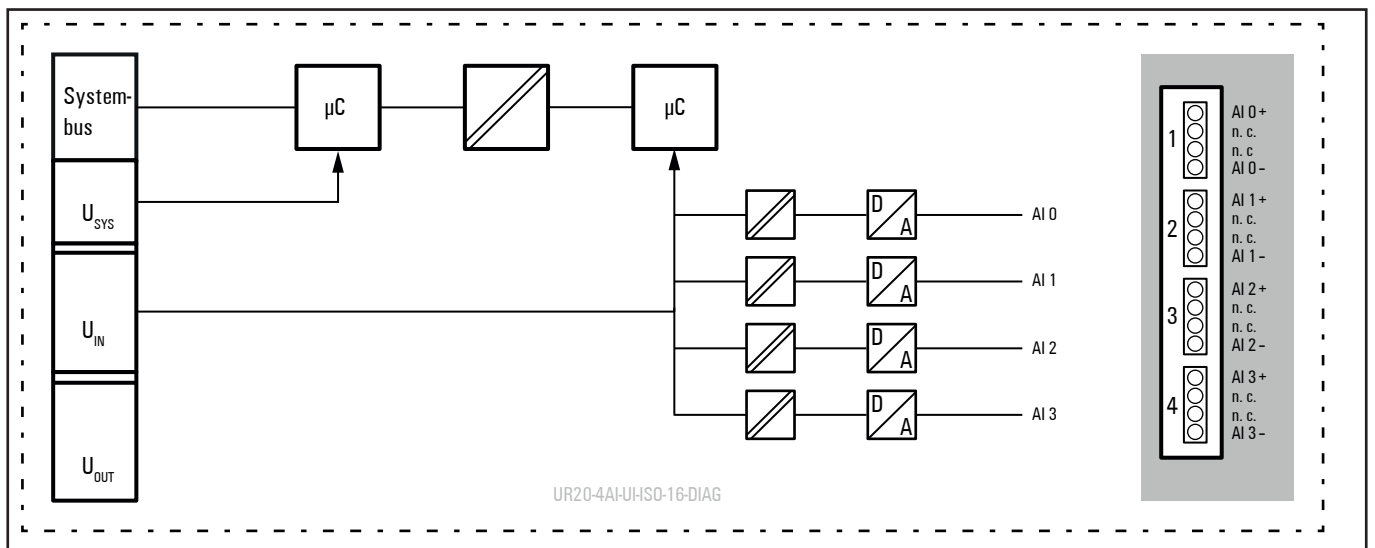 System-
bus
µC
µC
U_SYS
U_IN
U_OUT
D
A
AI 0
D
A
AI 1
D
A
AI 2
D
A
AI 3
UR20-4AI-UI-ISO-16-DIAG
1
AI 0 +
n. c.
n. c
AI 0 –
2
AI 1 +
n. c.
n. c.
AI 1 –
3
AI 2 +
n. c.
n. c.
AI 2 –
4
AI 3 +
n. c.
n. c.
AI 3 –